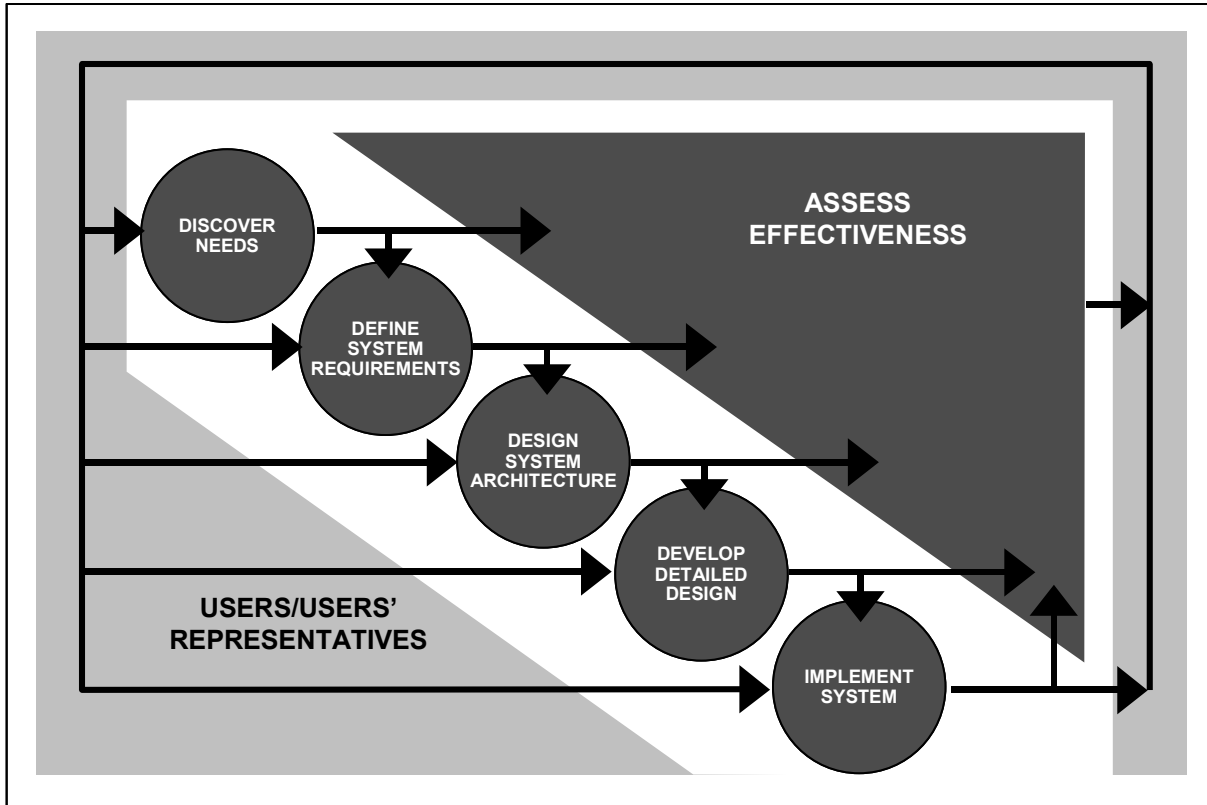 DISCOVER
NEEDS
ASSESS
EFFECTIVENESS
DEFINE
SYSTEM
REQUIREMENTS
DESIGN
SYSTEM
ARCHITECTURE
DEVELOP
DETAILED
DESIGN
USERS/USERS’
REPRESENTATIVES
IMPLEMENT
SYSTEM